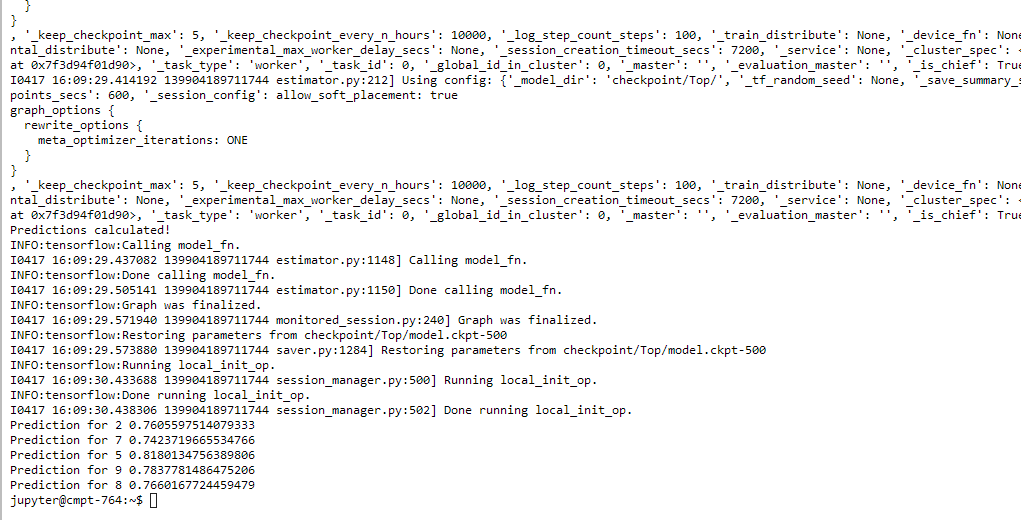 }
}
, '_keep_checkpoint_max': 5, '_keep_checkpoint_every_n_hours': 10000, '_log_step_count_steps': 100, '_train_distribute': None, '_device_fn': None
ntal_distribute': None, '_experimental_max_worker_delay_secs': None, '_session_creation_timeout_secs': 7200, '_service': None, '_cluster_spec': <
at 0x7f3d94f01d90>, '_task_type': 'worker', '_task_id': 0, '_global_id_in_cluster': 0, '_master': '', '_evaluation_master': '', '_is_chief': True
I0417 16:09:29.414192 139904189711744 estimator.py:212] Using config: {'_model_dir': 'checkpoint/Top/', '_tf_random_seed': None, '_save_summary_s
points_secs': 600, '_session_config': allow_soft_placement: true
graph_options {
  rewrite_options {
    meta_optimizer_iterations: ONE
  }
}
, '_keep_checkpoint_max': 5, '_keep_checkpoint_every_n_hours': 10000, '_log_step_count_steps': 100, '_train_distribute': None, '_device_fn': None
ntal_distribute': None, '_experimental_max_worker_delay_secs': None, '_session_creation_timeout_secs': 7200, '_service': None, '_cluster_spec': <
at 0x7f3d94f01d90>, '_task_type': 'worker', '_task_id': 0, '_global_id_in_cluster': 0, '_master': '', '_evaluation_master': '', '_is_chief': True
Predictions calculated!
INFO:tensorflow:Calling model_fn.
I0417 16:09:29.437082 139904189711744 estimator.py:1148] Calling model_fn.
INFO:tensorflow:Done calling model_fn.
I0417 16:09:29.505141 139904189711744 estimator.py:1150] Done calling model_fn.
INFO:tensorflow:Graph was finalized.
I0417 16:09:29.571940 139904189711744 monitored_session.py:240] Graph was finalized.
INFO:tensorflow:Restoring parameters from checkpoint/Top/model.ckpt-500
I0417 16:09:29.573880 139904189711744 saver.py:1284] Restoring parameters from checkpoint/Top/model.ckpt-500
INFO:tensorflow:Running local_init_op.
I0417 16:09:30.433688 139904189711744 session_manager.py:500] Running local_init_op.
INFO:tensorflow:Done running local_init_op.
I0417 16:09:30.438306 139904189711744 session_manager.py:502] Done running local_init_op.
Prediction for 2 0.7605597514079333
Prediction for 7 0.7423719665534766
Prediction for 5 0.8180134756389806
Prediction for 9 0.7837781486475206
Prediction for 8 0.7660167724459479
jupyter@cmpt-764:~$